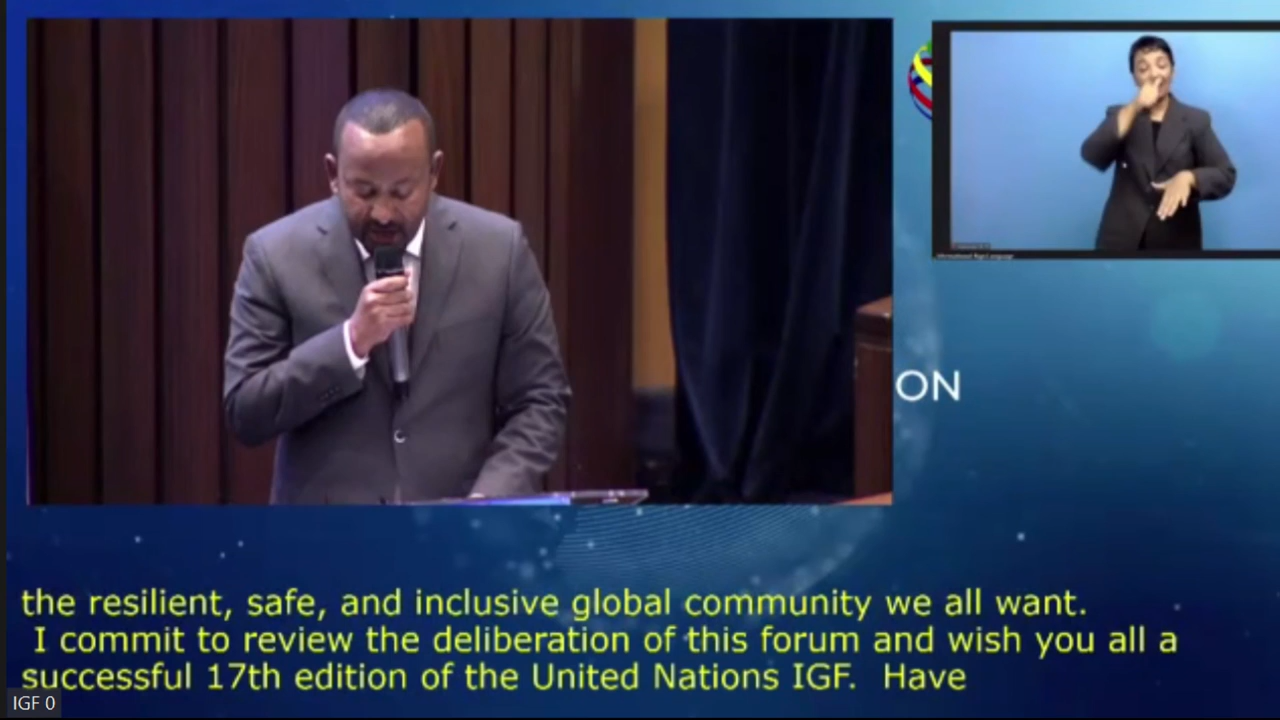 ON
the resilient, safe, and inclusive global community we all want.
I commit to review the deliberation of this forum and wish you all a
successful 17th edition of the United Nations IGF.  Have
IGF 0